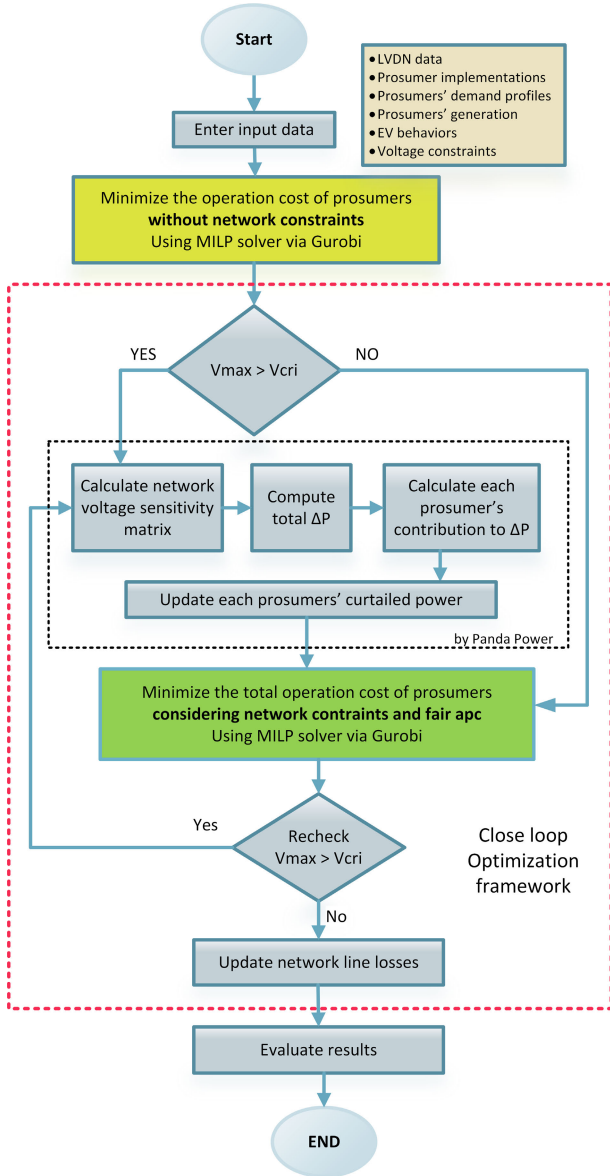 Start
• LVDN data
• Prosumer implementations
• Prosumers' demand profiles
• Prosumers' generation
• EV behaviors
• Voltage constraints
Enter input data
Minimize the operation cost of prosumers
without network constraints
Using MILP solver via Gurobi
YES
Vmax > Vcri
NO
Calculate network
voltage sensitivity
matrix
Compute
total ΔP
Calculate each
prosumer's
contribution to ΔP
Update each prosumers' curtailed power
by Panda Power
Minimize the total operation cost of prosumers
considering network contraints and fair apc
Using MILP solver via Gurobi
Yes
Recheck
Vmax > Vcri
Close loop
Optimization
framework
No
Update network line losses
Evaluate results
END